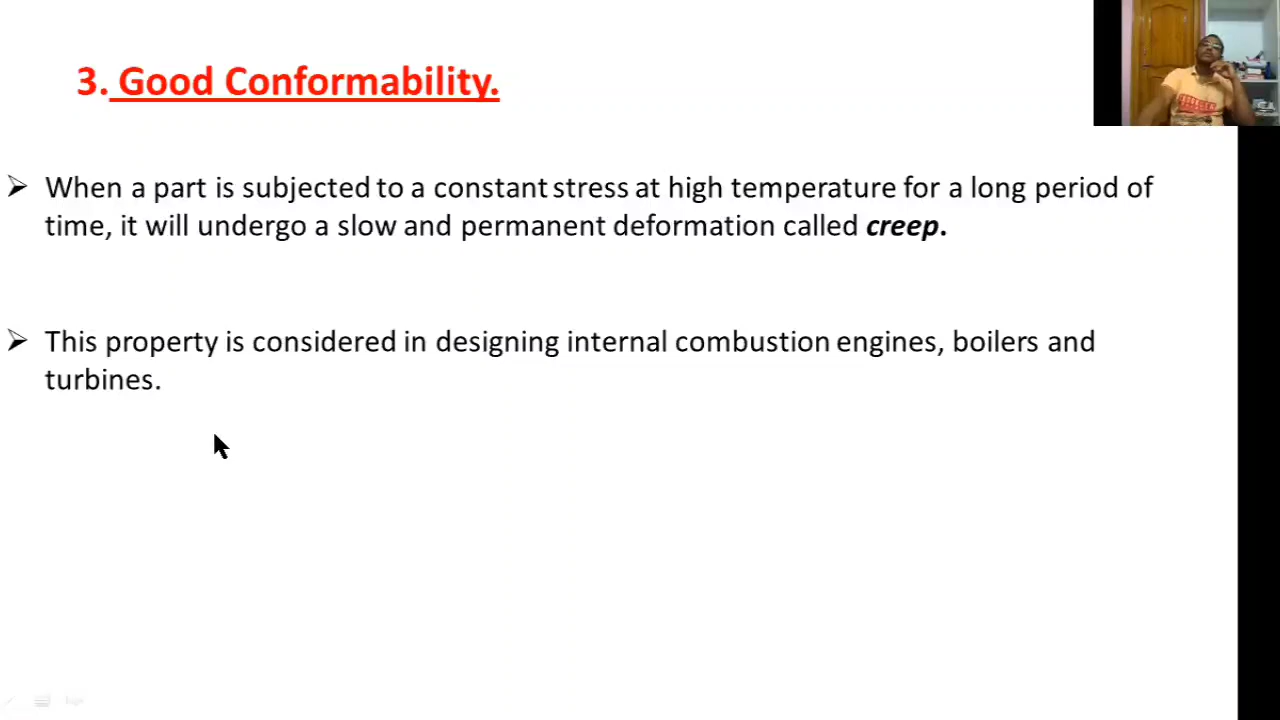 3. Good Conformability.
➢ When a part is subjected to a constant stress at high temperature for a long period of
time, it will undergo a slow and permanent deformation called creep.
➢ This property is considered in designing internal combustion engines, boilers and
turbines.